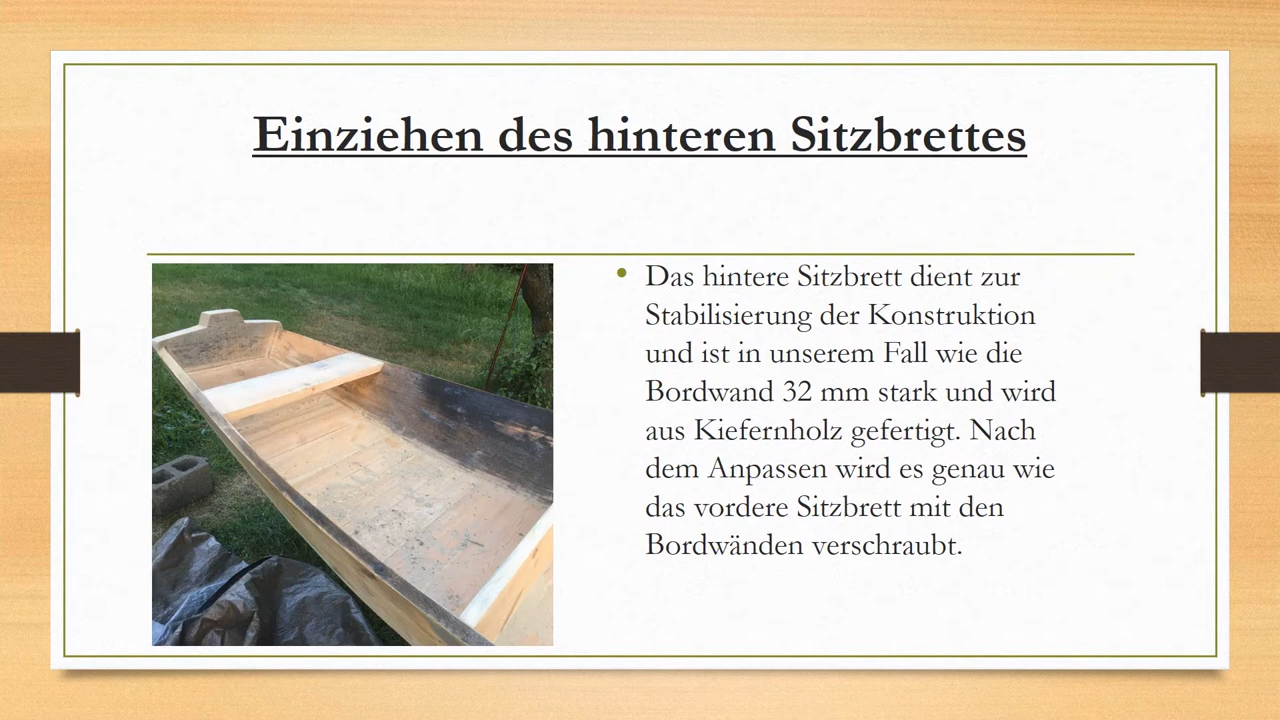 Einziehen des hinteren Sitzbrettes
Das hintere Sitzbrett dient zur
Stabilisierung der Konstruktion
und ist in unserem Fall wie die
Bordwand 32 mm stark und wird
aus Kiefernholz gefertigt. Nach
dem Anpassen wird es genau wie
das vordere Sitzbrett mit den
Bordwänden verschraubt.